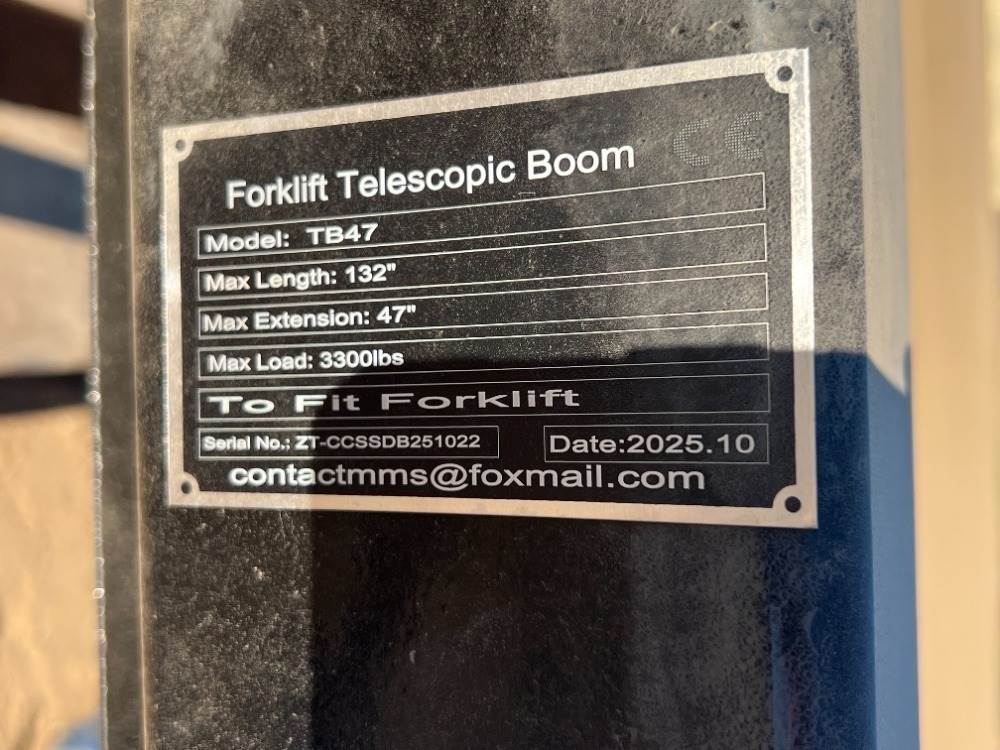 CE
Forklift Telescopic Boom
Model: TB47
Max Length: 132"
Max Extension: 47"
Max Load: 3300lbs
To Fit Forklift
Serial No.: ZT-CCSSDB251022 Date:2025.10
contactmms@foxmail.com